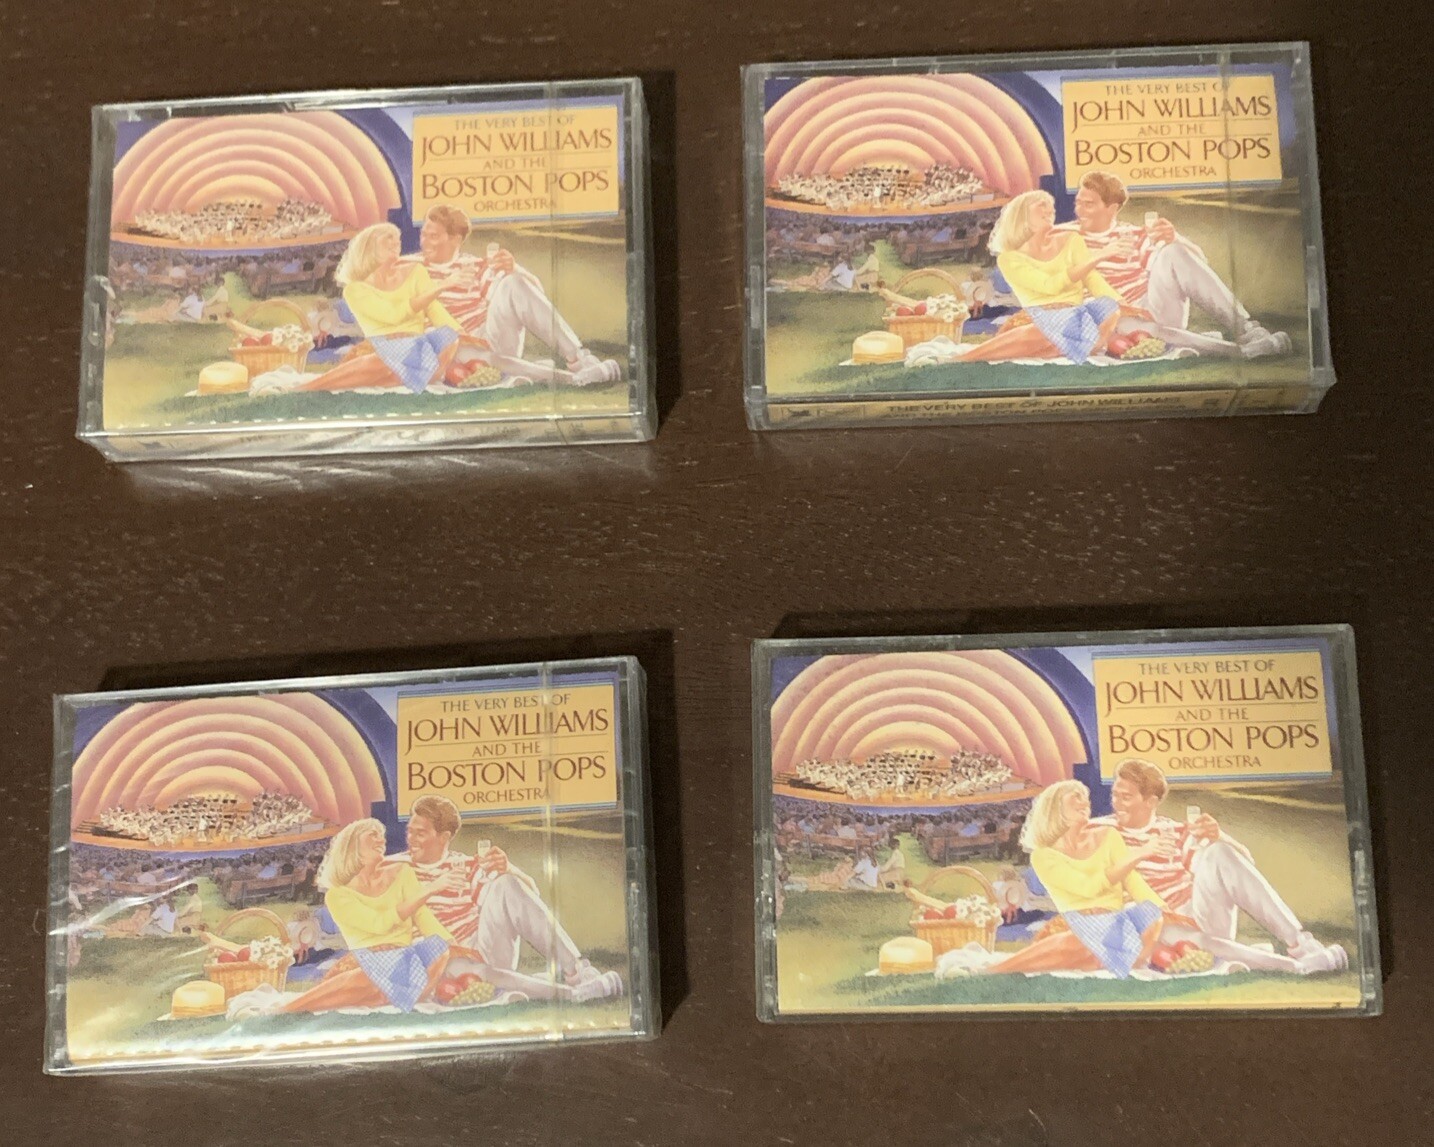 THE VERY BEST OF
JOHN WILLIAMS
AND THE
BOSTON POPS
ORCHESTRA
THE VERY BEST OF
JOHN WILLIAMS
AND THE
BOSTON POPS
ORCHESTRA
THE VERY BEST OF JOHN WILLIAMS
THE VERY BEST OF
JOHN WILLIAMS
AND THE
BOSTON POPS
ORCHESTRA
THE VERY BEST OF
JOHN WILLIAMS
AND THE
BOSTON POPS
ORCHESTRA